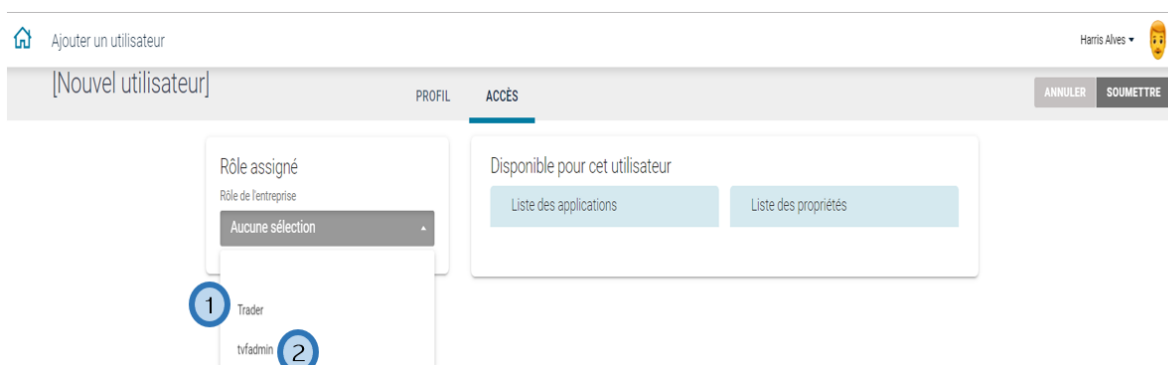 Ajouter un utilisateur
Harris Alves
[Nouvel utilisateur]
PROFIL
ACCÈS
ANNULER
SOUMETTRE
Rôle assigné
Rôle de l'entreprise
Aucune sélection
Disponible pour cet utilisateur
Liste des applications
Liste des propriétés
1
Trader
tvfadmin
2